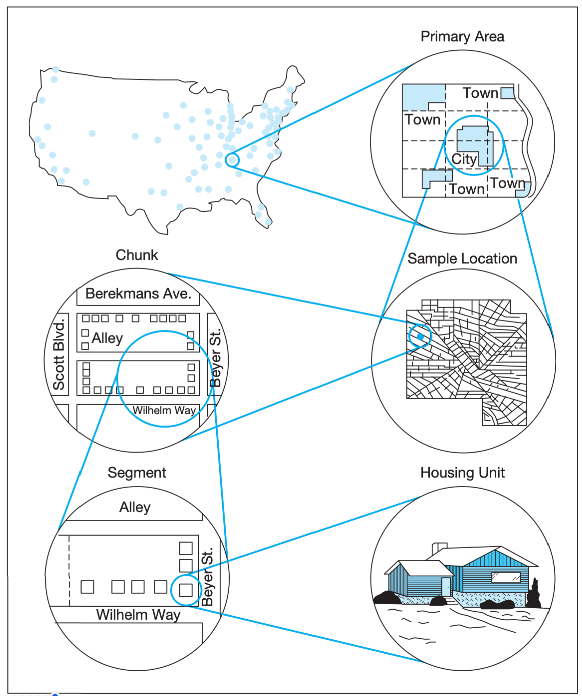 Primary Area
Town
Town
City
Town
Town
Chunk
Berekmans Ave.
Scott Blvd.
Alley
Beyer St.
Wilhelm Way
Sample Location
Segment
Alley
Beyer St.
Wilhelm Way
Housing Unit